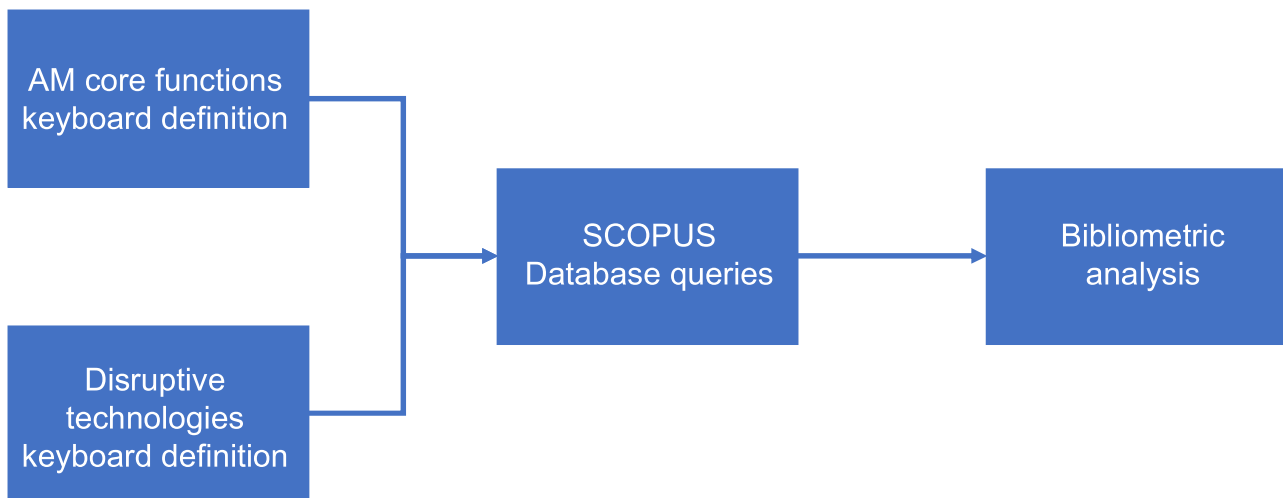 AM core functions
keyboard definition
Disruptive
technologies
keyboard definition
SCOPUS
Database queries
Bibliometric
analysis